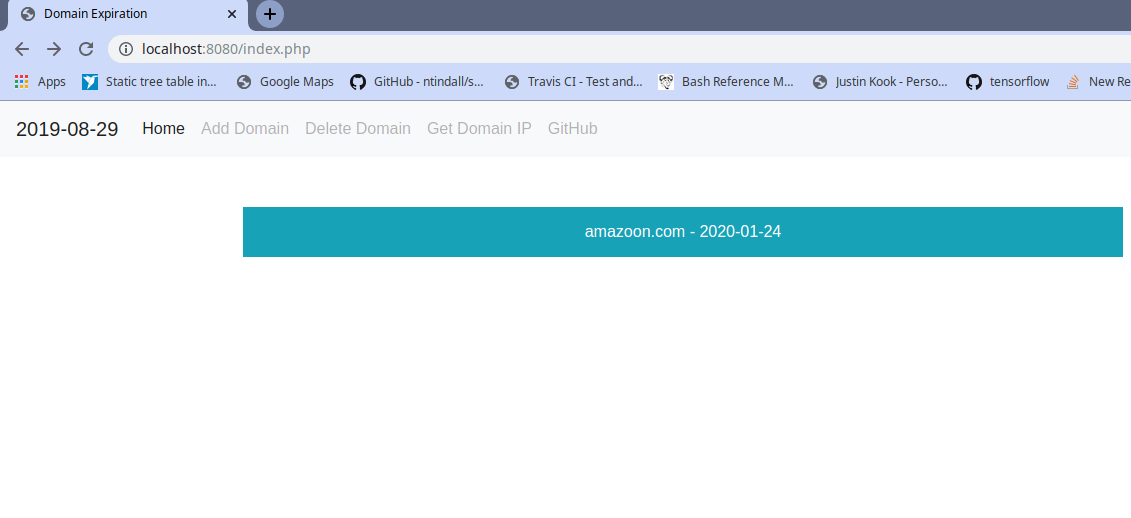 Domain Expiration
localhost:8080/index.php
Apps Static tree table in... Google Maps GitHub - ntindall/s... Travis CI - Test and... Bash Reference M... Justin Kook - Perso... tensorflow New Re
2019-08-29 Home Add Domain Delete Domain Get Domain IP GitHub
amazoon.com - 2020-01-24